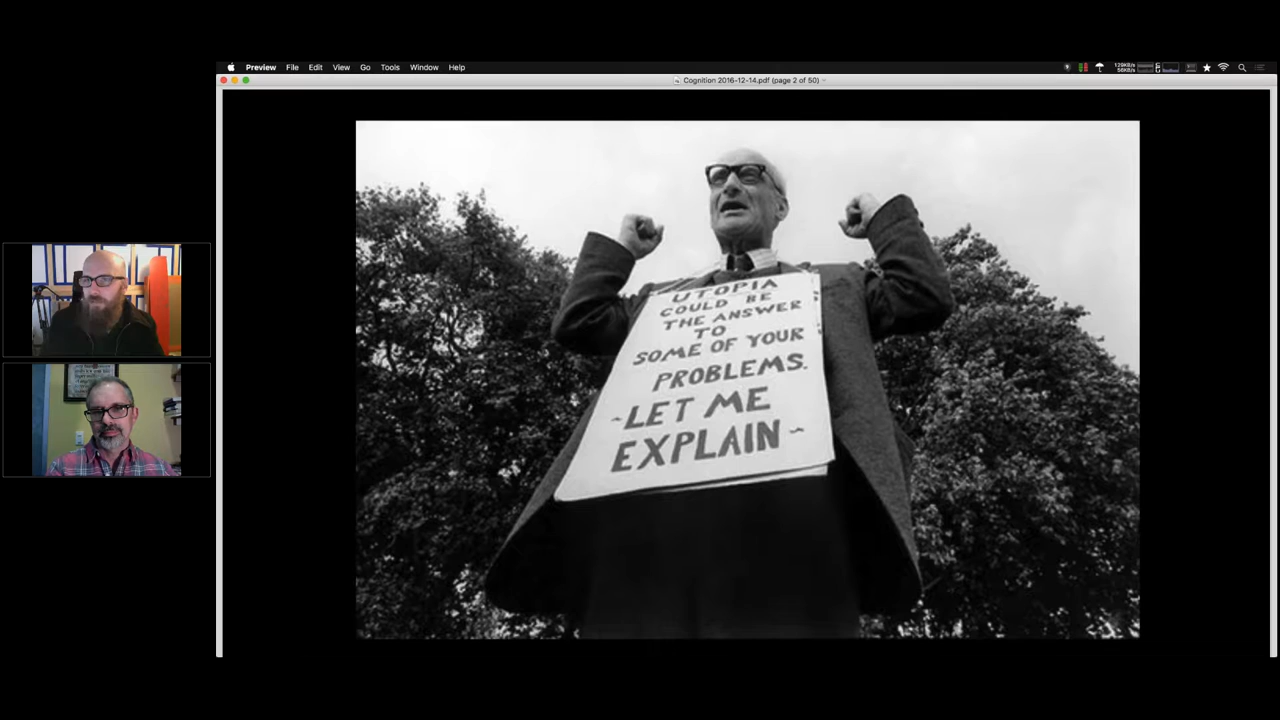 Preview File Edit View Go Tools Window Help
Cognition 2016-12-14.pdf (page 2 of 50)
UTOPIA
COULD BE
THE ANSWER
TO
SOME OF YOUR
PROBLEMS.
~LET ME
EXPLAIN~